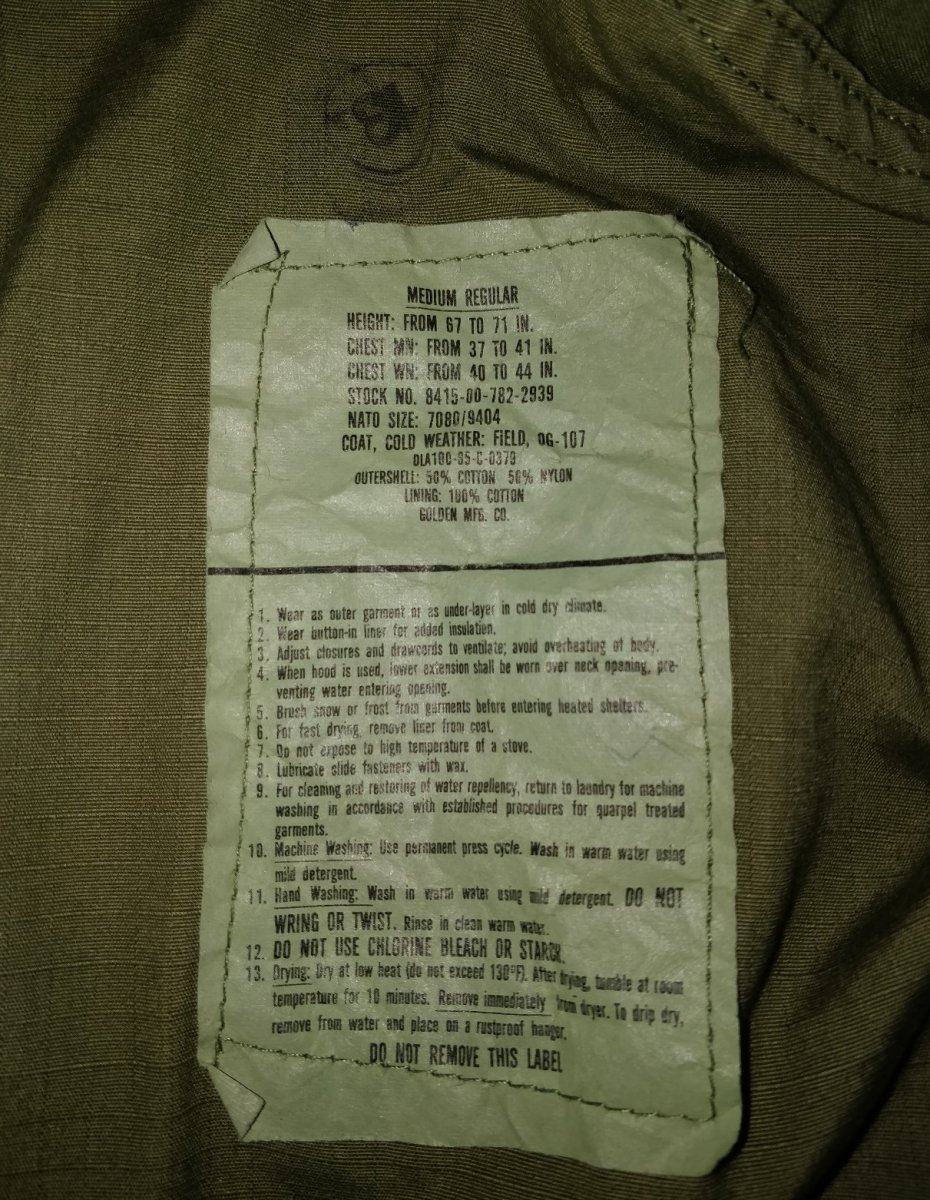 MEDIUM REGULAR
HEIGHT: FROM 67 TO 71 IN.
CHEST MN: FROM 37 TO 41 IN.
CHEST WN: FROM 40 TO 44 IN.
STOCK NO. 8415-00-782-2939
NATO SIZE: 7080/9404
COAT, COLD WEATHER: FIELD, OG-107
DLA100-85-C-0379
OUTERSHELL: 50% COTTON 50% NYLON
LINING: 100% COTTON
GOLDEN MFG. CO.
1. Wear as outer garment or as under-layer in cold dry climate.
2. Wear button-in liner for added insulation.
3. Adjust closures and drawcords to ventilate; avoid overheating of body.
4. When hood is used, lower extension shall be worn over neck opening, pre-
venting water entering opening.
5. Brush snow or frost from garments before entering heated shelters.
6. For fast drying, remove liner from coat.
7. Do not expose to high temperature of a stove.
8. Lubricate slide fasteners with wax.
9. For cleaning and restoring of water repellency, return to laundry for machine
washing in accordance with established procedures for quarpel treated
garments.
10. Machine Washing: Use permanent press cycle. Wash in warm water using
mild detergent.
11. Hand Washing: Wash in warm water using mild detergent. DO NOT
WRING OR TWIST. Rinse in clean warm water.
12. DO NOT USE CHLORINE BLEACH OR STARCH.
13. Drying: Dry at low heat (do not exceed 130°F). After drying, tumble at room
temperature for 10 minutes. Remove immediately from dryer. To drip dry,
remove from water and place on a rustproof hanger.
DO NOT REMOVE THIS LABEL